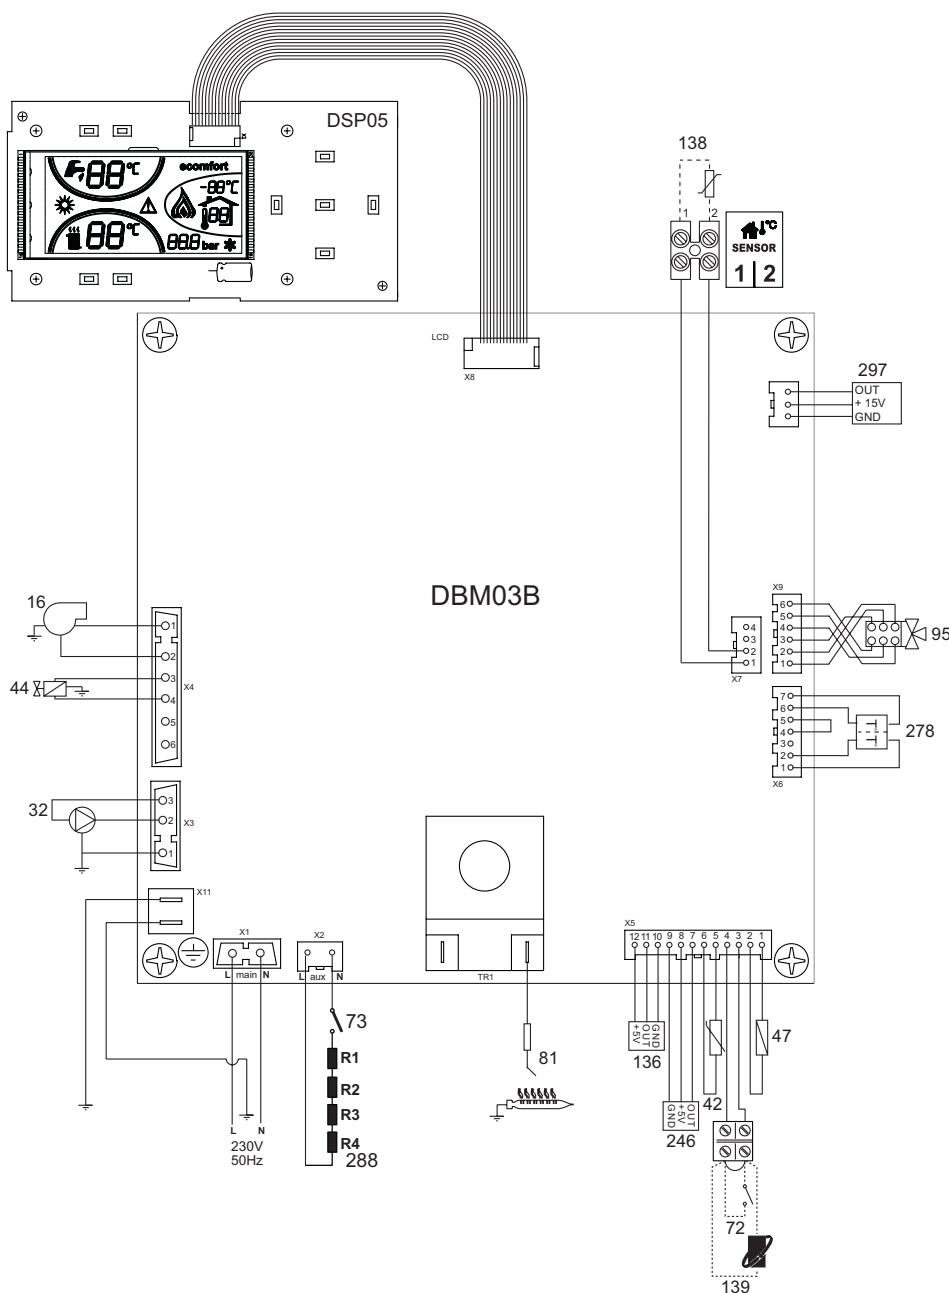 DSP05
88°C
ecomfort
-88°C
88
88°C
88.8 bar
138
1 2
°C
SENSOR
1 2
LCD
X8
297
OUT
+ 15V
GND
DBM03B
16
1
2
3
4
5
6
X4
44
X9
6
5
4
3
2
1
95
4
3
2
1
X7
7
6
5
4
3
2
1
X6
278
32
3
2
1
X3
X11
X1
L main N
X2
L aux N
TR1
X5
12 11 10 9 8 7 6 5 4 3 2 1
73
R1
R2
R3
R4
288
L N
230V
50Hz
81
+5V
OUT
GND
136
GND
+5V
OUT
246
42
47
72
139